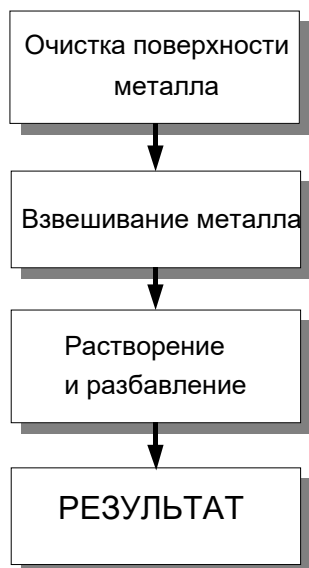 Очистка поверхности
металла
Взвешивание металла
Растворение
и разбавление
РЕЗУЛЬТАТ